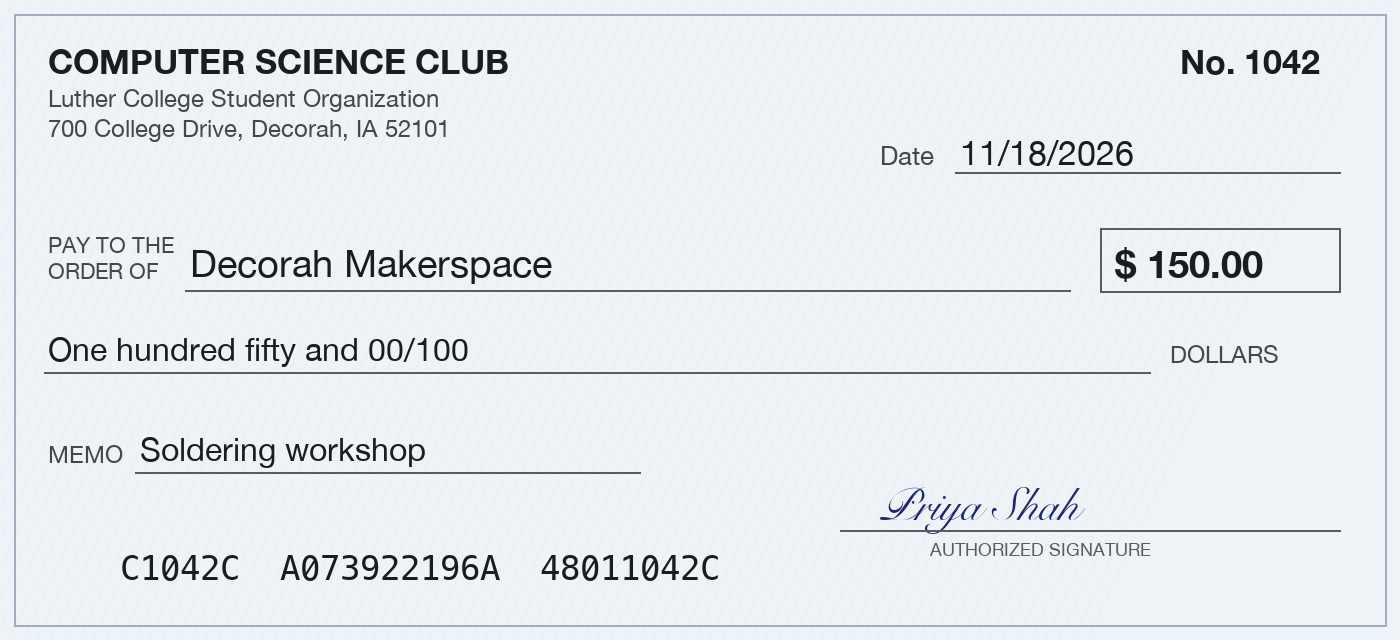 COMPUTER SCIENCE CLUB
No. 1042
Luther College Student Organization
700 College Drive, Decorah, IA 52101
Date 11/18/2026
PAY TO THE
ORDER OF Decorah Makerspace
$ 150.00
One hundred fifty and 00/100 DOLLARS
MEMO Soldering workshop
Priya Shah
AUTHORIZED SIGNATURE
C1042C A073922196A 48011042C